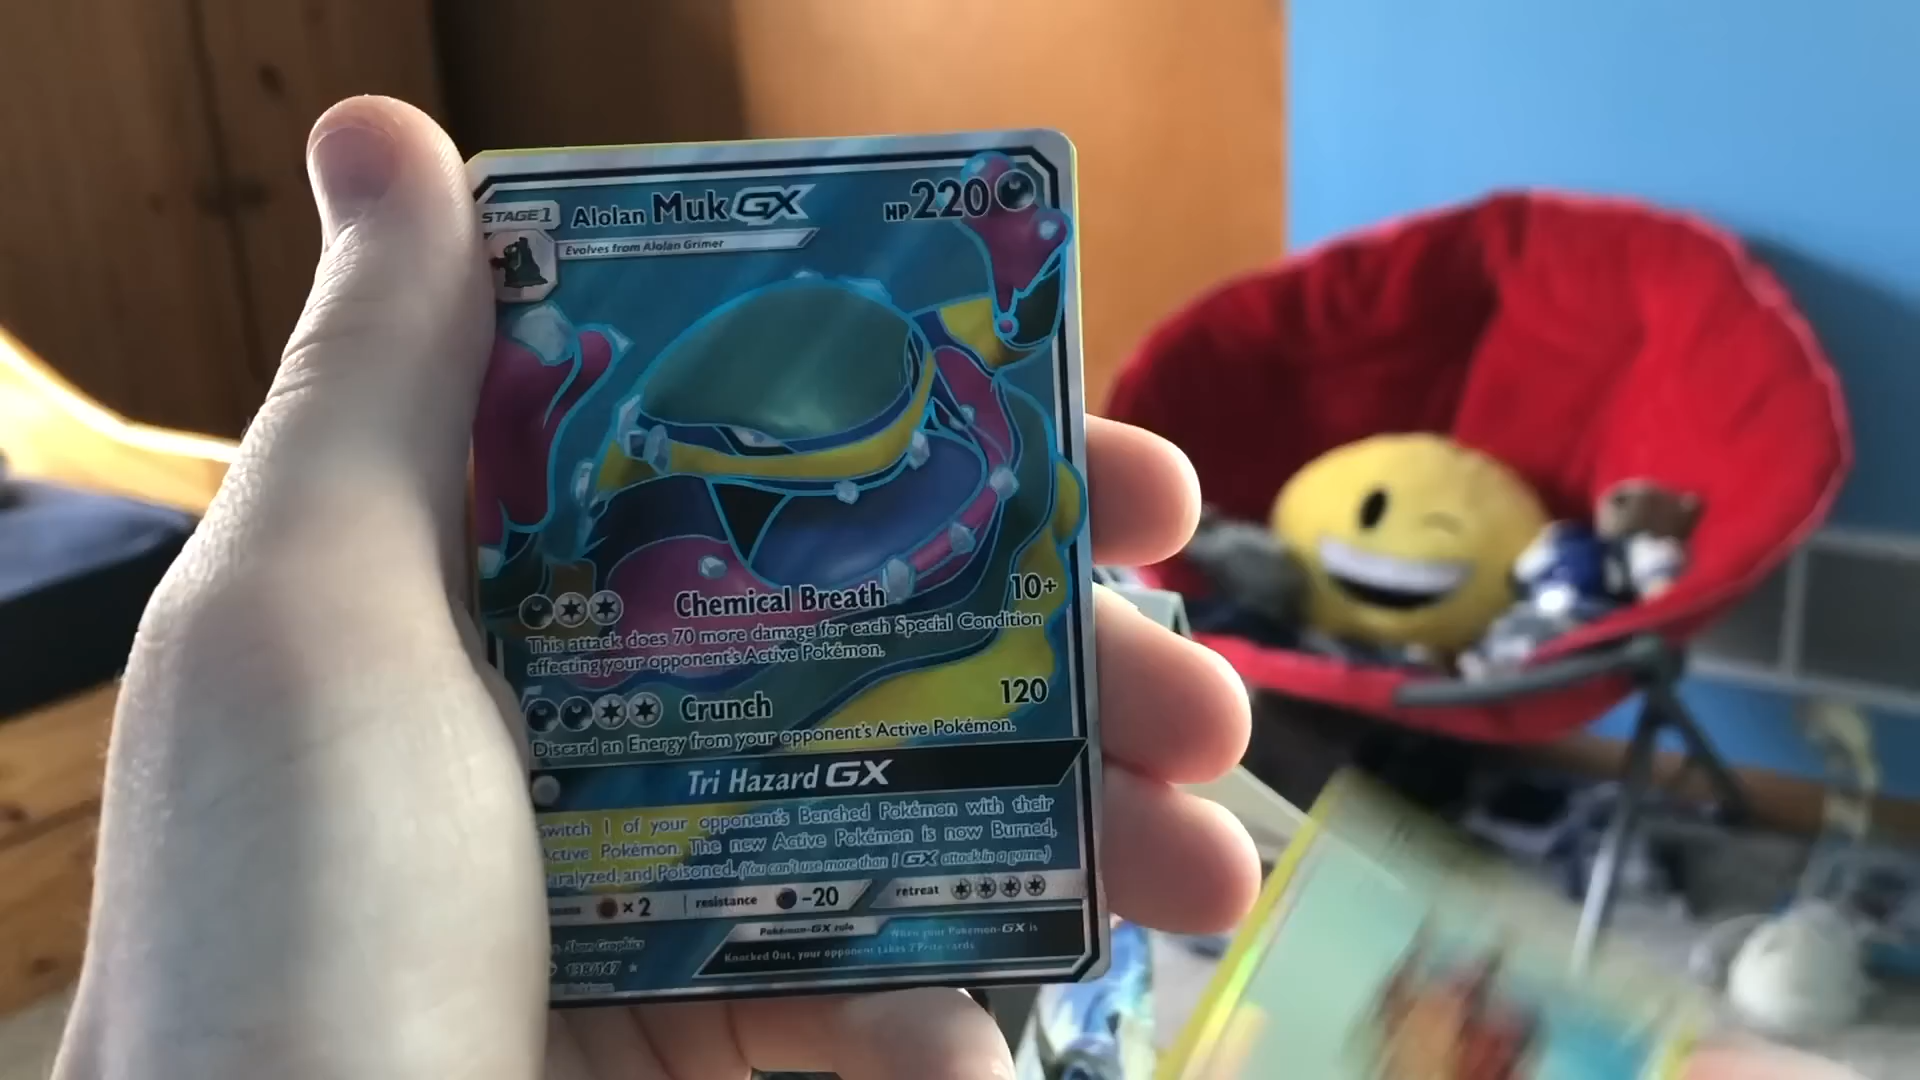 STAGE 1 Alolan Muk GX HP 220
Evolves from Alolan Grimer
Chemical Breath 10+
This attack does 70 more damage for each Special Condition
affecting your opponent's Active Pokémon.
Crunch 120
Discard an Energy from your opponent's Active Pokémon.
Tri Hazard GX
Switch 1 of your opponent's Benched Pokémon with their
Active Pokémon. The new Active Pokémon is now Burned,
Paralyzed, and Poisoned. (You can't use more than 1 GX attack in a game.)
×2 resistance -20 retreat
Pokémon-GX rule When your Pokémon-GX is
Knocked Out, your opponent takes 2 Prize cards.
Graphics
138/147